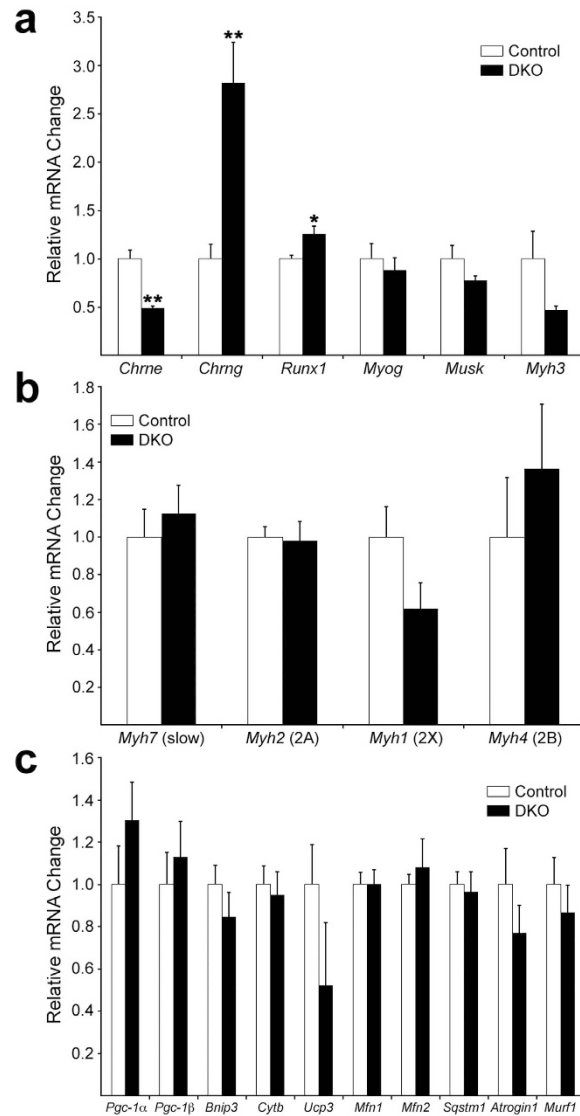 a
3.5
3.0
2.5
2.0
1.5
1.0
0.5
Relative mRNA Change
**
**
*
Control
DKO
Chrne Chrng Runx1 Myog Musk Myh3
b
1.8
1.6
1.4
1.2
1.0
0.8
0.6
0.4
0.2
Relative mRNA Change
Control
DKO
Myh7 (slow) Myh2 (2A) Myh1 (2X) Myh4 (2B)
c
1.6
1.4
1.2
1.0
0.8
0.6
0.4
0.2
Relative mRNA Change
Control
DKO
Pgc-1α Pgc-1β Bnip3 Cytb Ucp3 Mfn1 Mfn2 Sqstm1 Atrogin1 Murf1